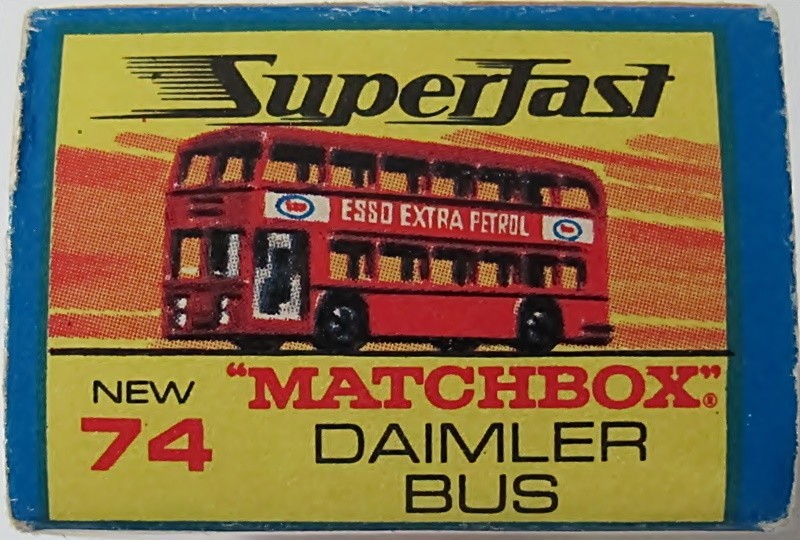 Superfast
ESSO EXTRA PETROL
NEW "MATCHBOX"®
74 DAIMLER
BUS